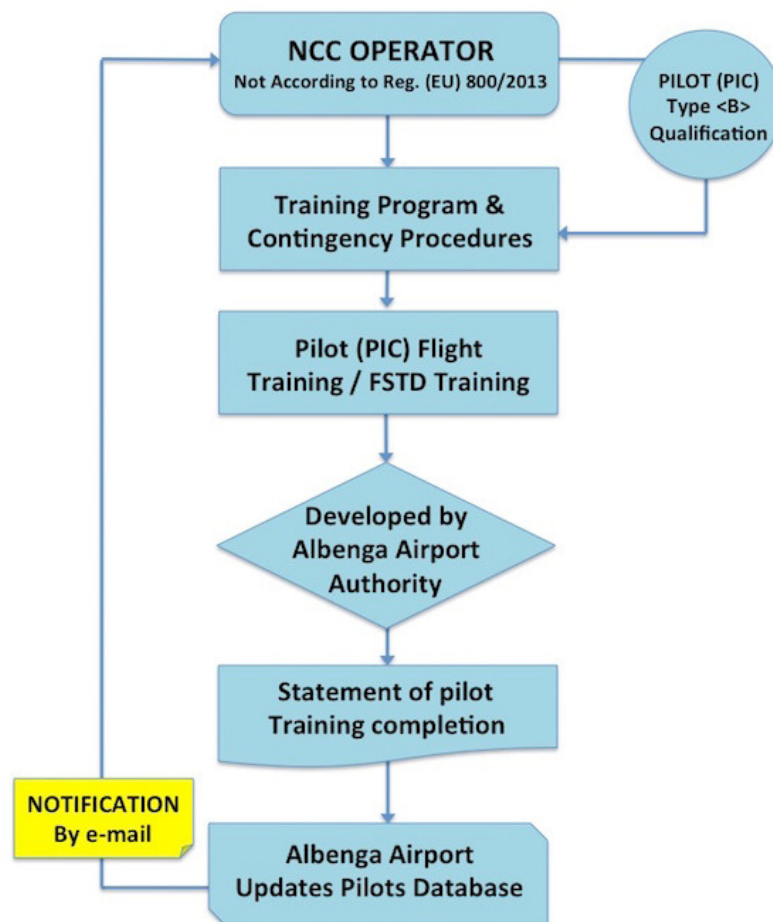 NCC OPERATOR
Not According to Reg. (EU) 800/2013
PILOT (PIC)
Type <B>
Qualification
Training Program &
Contingency Procedures
Pilot (PIC) Flight
Training / FSTD Training
Developed by
Albenga Airport
Authority
Statement of pilot
Training completion
NOTIFICATION
By e-mail
Albenga Airport
Updates Pilots Database